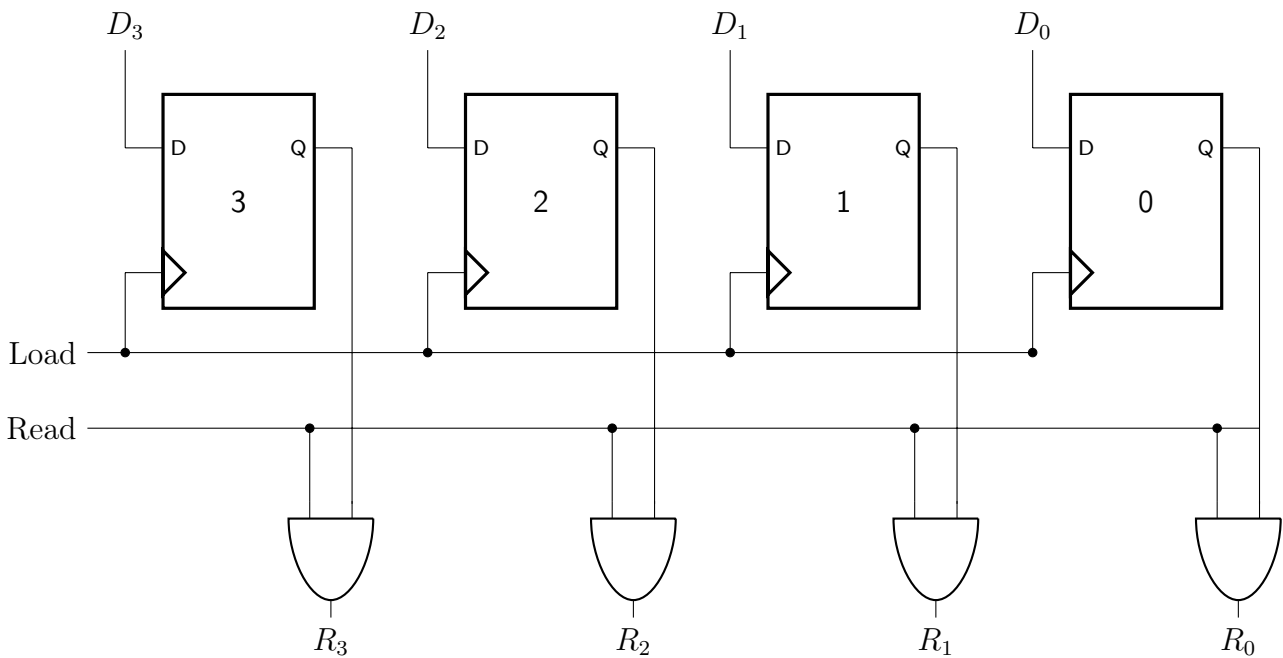 D₃ D₂ D₁ D₀
D Q D Q D Q D Q
3 2 1 0
Load
Read
R₃ R₂ R₁ R₀